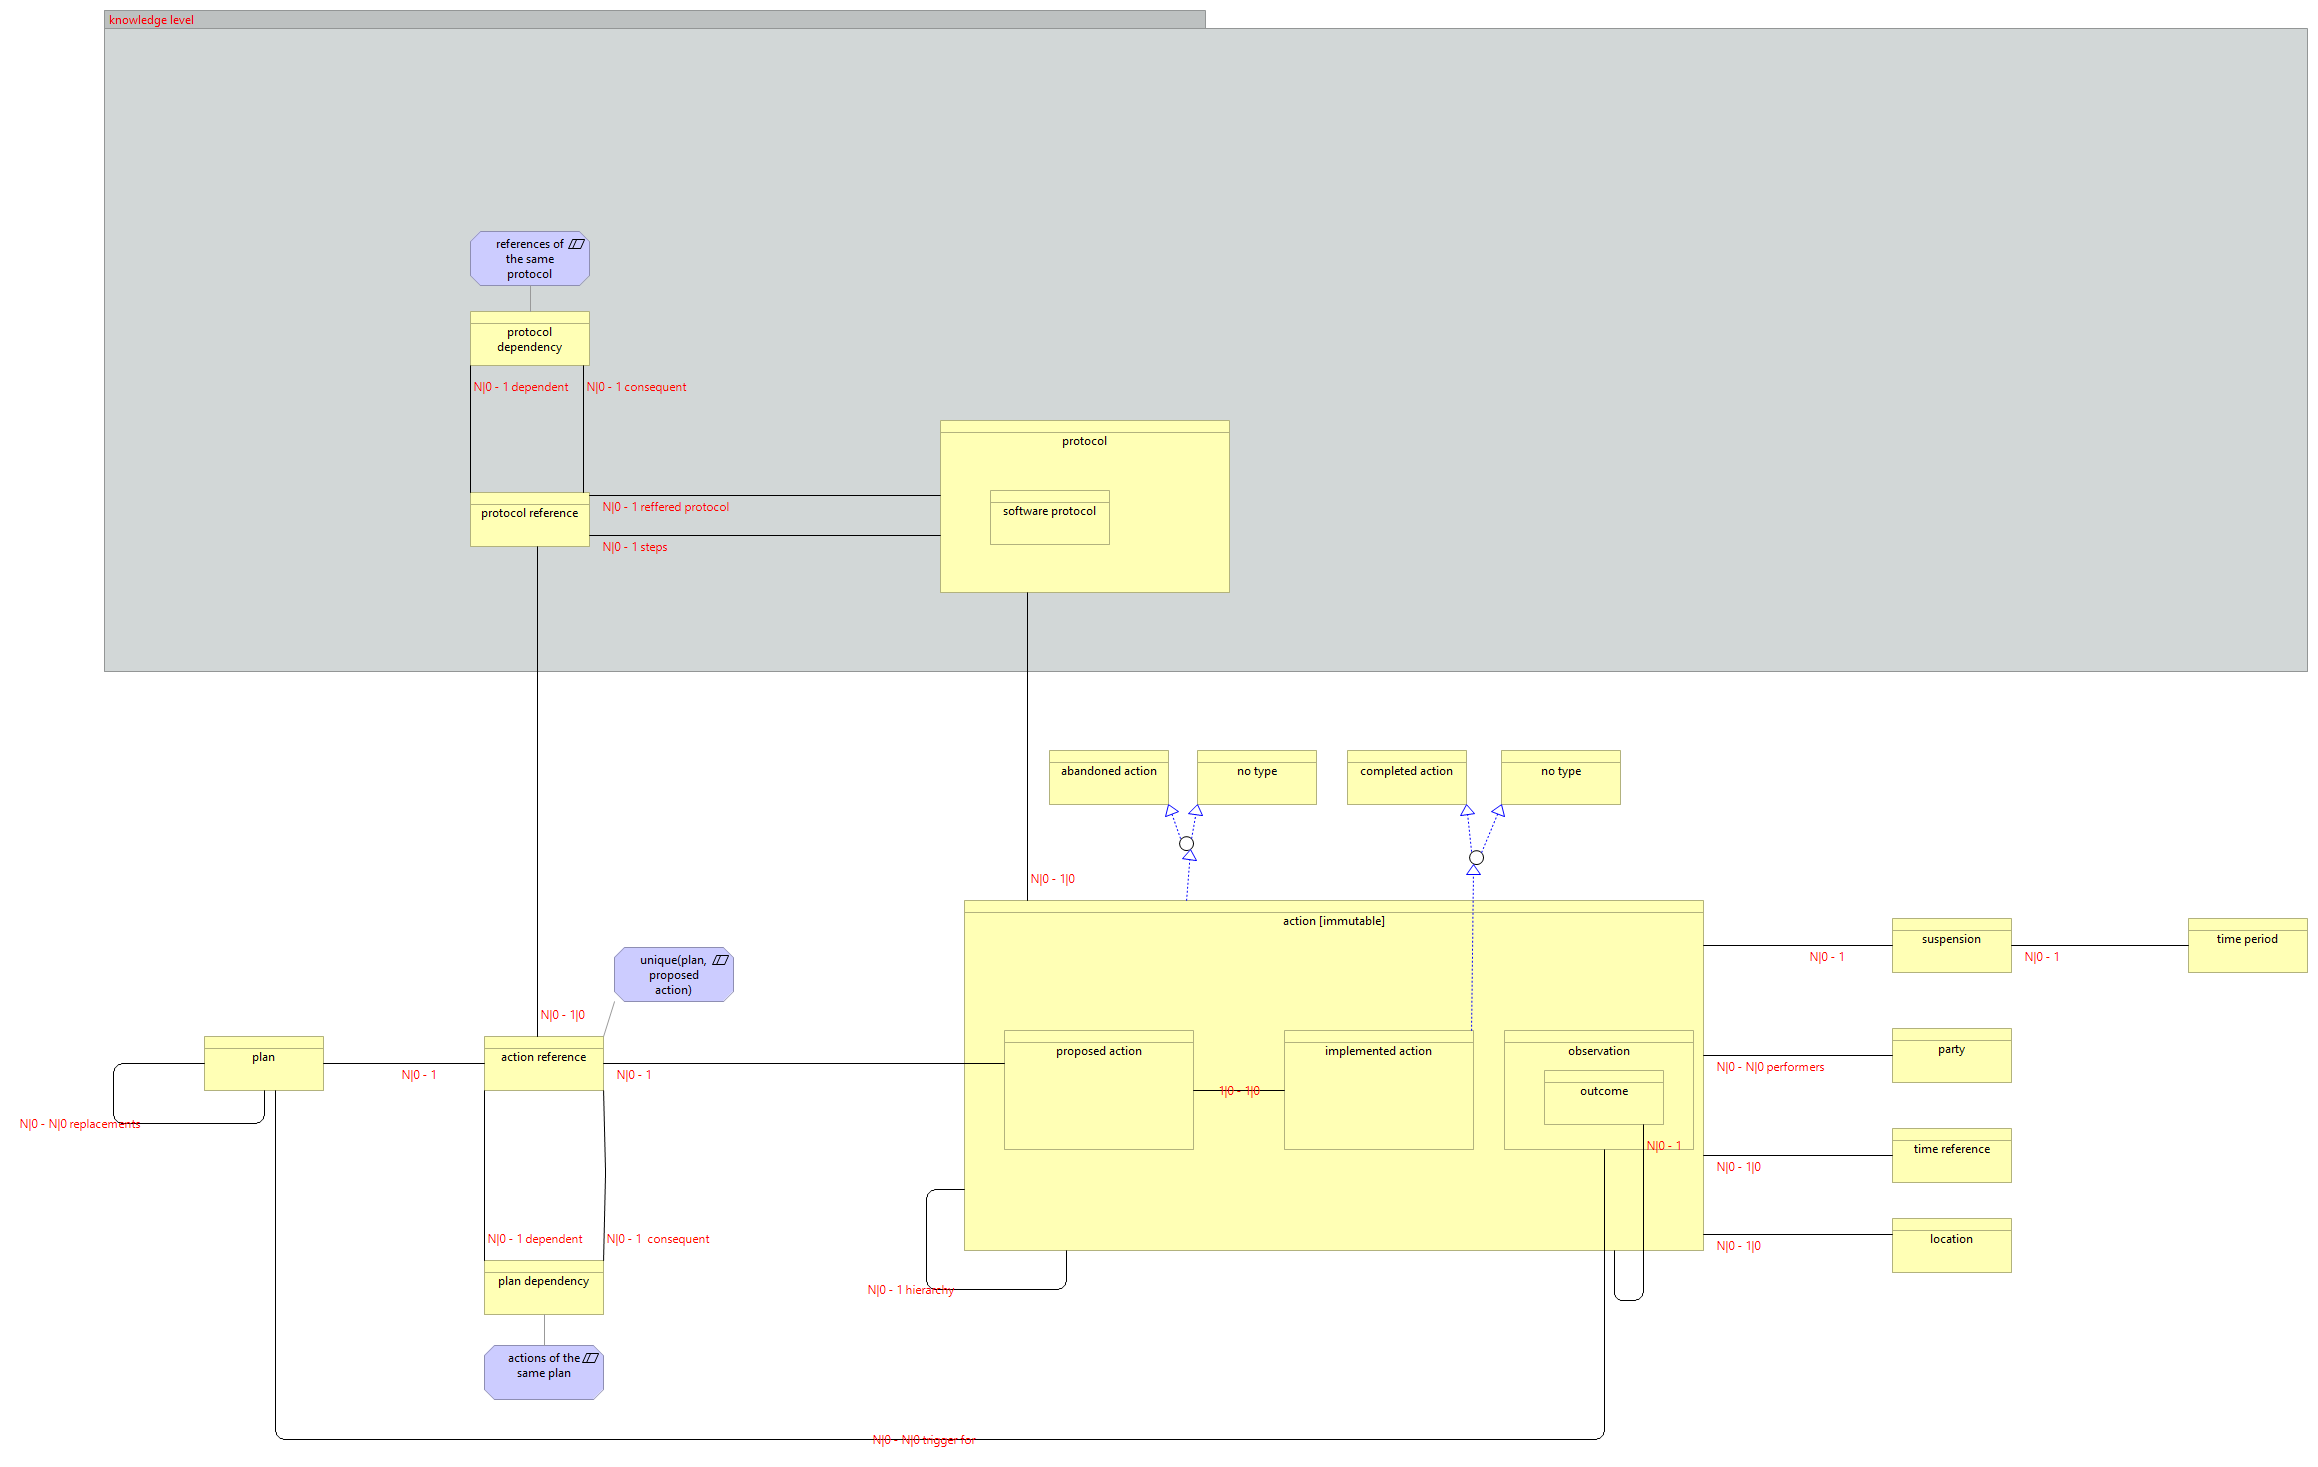 knowledge level
references of
the same
protocol
protocol
dependency
N|0 - 1 dependent
N|0 - 1 consequent
protocol
protocol reference
N|0 - 1 reffered protocol
software protocol
N|0 - 1 steps
abandoned action
no type
completed action
no type
N|0 - 1|0
action [immutable]
suspension
time period
N|0 - 1
N|0 - 1
unique(plan,
proposed
action)
N|0 - 1|0
plan
action reference
proposed action
implemented action
observation
party
N|0 - 1
N|0 - 1
N|0 - N|0 performers
1|0 - 1|0
outcome
N|0 - N|0 replacements
N|0 - 1
time reference
N|0 - 1|0
N|0 - 1 dependent
N|0 - 1  consequent
location
N|0 - 1|0
plan dependency
N|0 - 1 hierarchy
actions of the
same plan
N|0 - N|0 trigger for